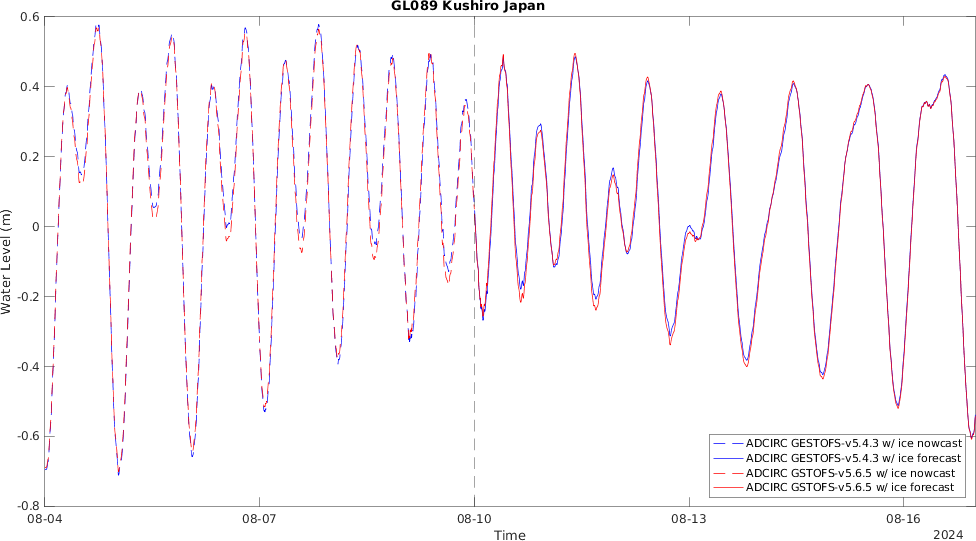 GL089 Kushiro Japan
0.6
0.4
0.2
0
-0.2
-0.4
-0.6
-0.8
Water Level (m)
ADCIRC GESTOFS-v5.4.3 w/ ice nowcast
ADCIRC GESTOFS-v5.4.3 w/ ice forecast
ADCIRC GSTOFS-v5.6.5 w/ ice nowcast
ADCIRC GSTOFS-v5.6.5 w/ ice forecast
08-04 08-07 08-10 08-13 08-16
Time
2024